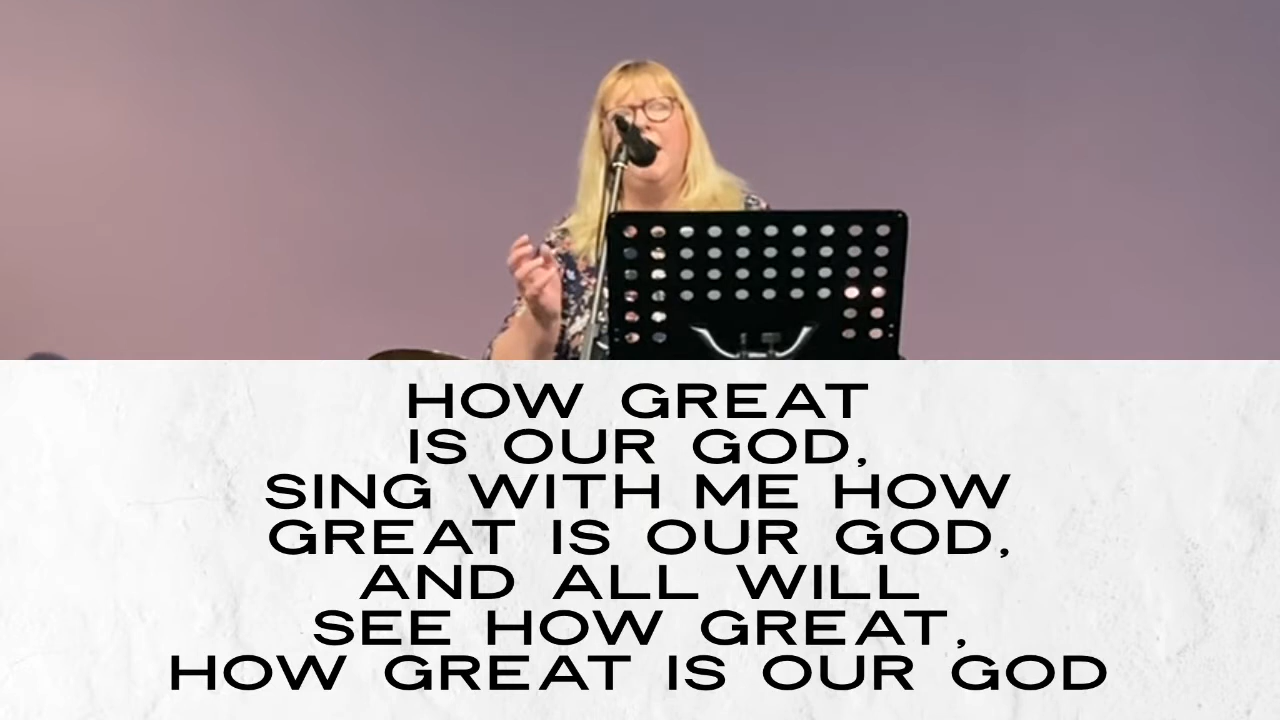 HOW GREAT
IS OUR GOD,
SING WITH ME HOW
GREAT IS OUR GOD,
AND ALL WILL
SEE HOW GREAT,
HOW GREAT IS OUR GOD